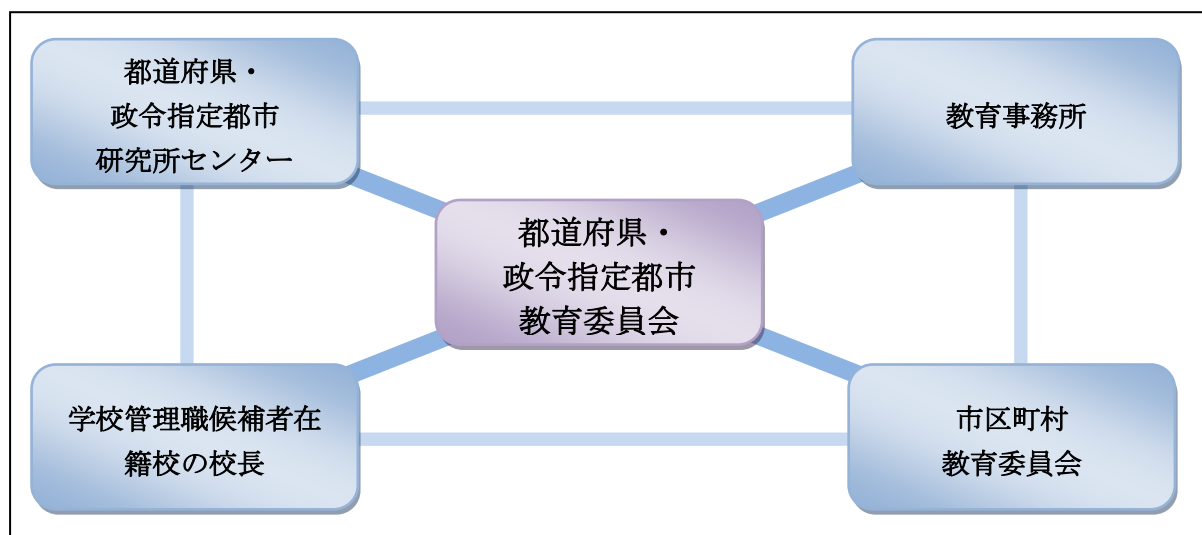 都道府県・
政令指定都市
研究所センター
教育事務所
都道府県・
政令指定都市
教育委員会
学校管理職候補者在
籍校の校長
市区町村
教育委員会